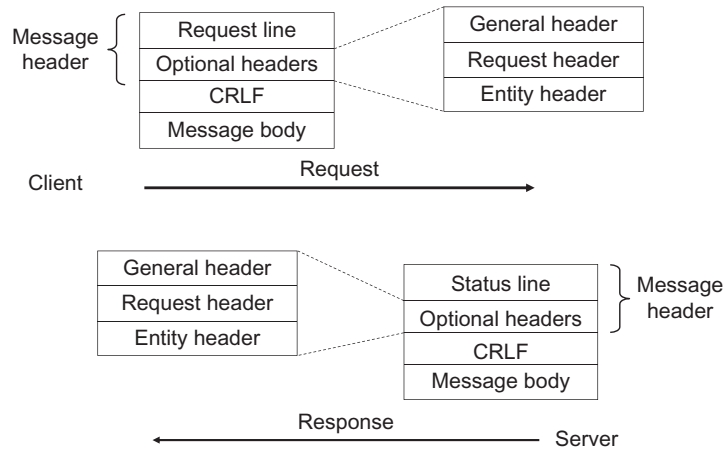 Message
header
Request line
Optional headers
CRLF
Message body
General header
Request header
Entity header
Request
Client
General header
Request header
Entity header
Status line
Optional headers
CRLF
Message body
Message
header
Response
Server